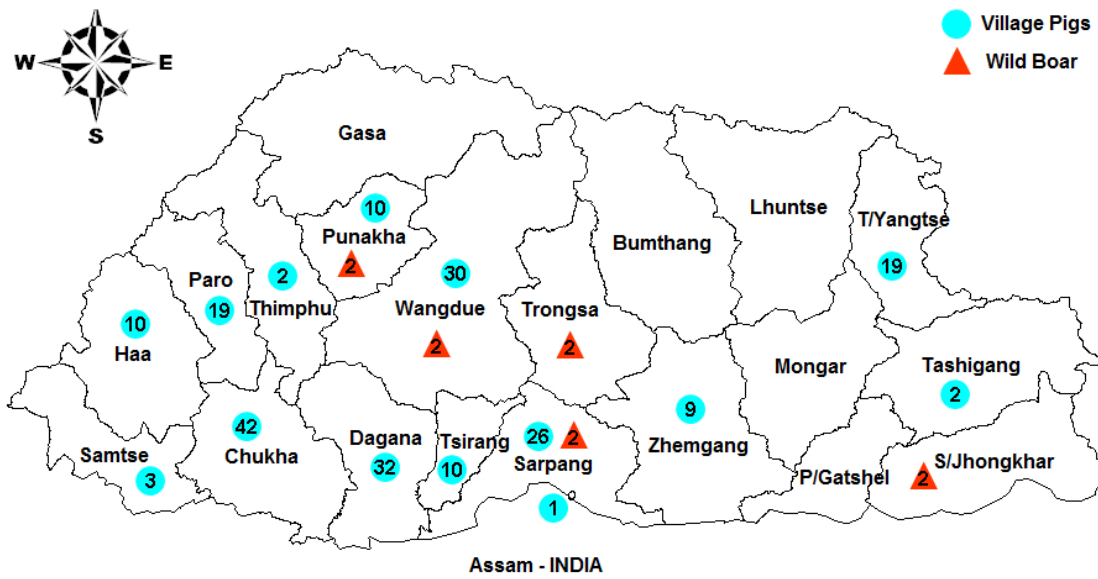 Village Pigs
Wild Boar
W E
S
Gasa
10
Punakha
2
Lhuntse
T/Yangtse
19
Bumthang
Paro
19
2
Thimphu
30
Wangdue
2
Trongsa
2
10
Haa
Mongar
Tashigang
2
42
Chukha
Samtse
3
Dagana
32
Tsirang
10
26
2
Sarpang
9
Zhemgang
P/Gatshel
S/Jhongkhar
2
1
Assam - INDIA